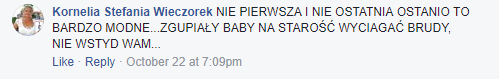 Kornelia Stefania Wieczorek NIE PIERWSZA I NIE OSTATNIA OSTANIO TO
BARDZO MODNE...ZGUPIAŁY BABY NA STAROŚĆ WYCIAGAĆ BRUDY,
NIE WSTYD WAM...
Like · Reply · October 22 at 7:09pm